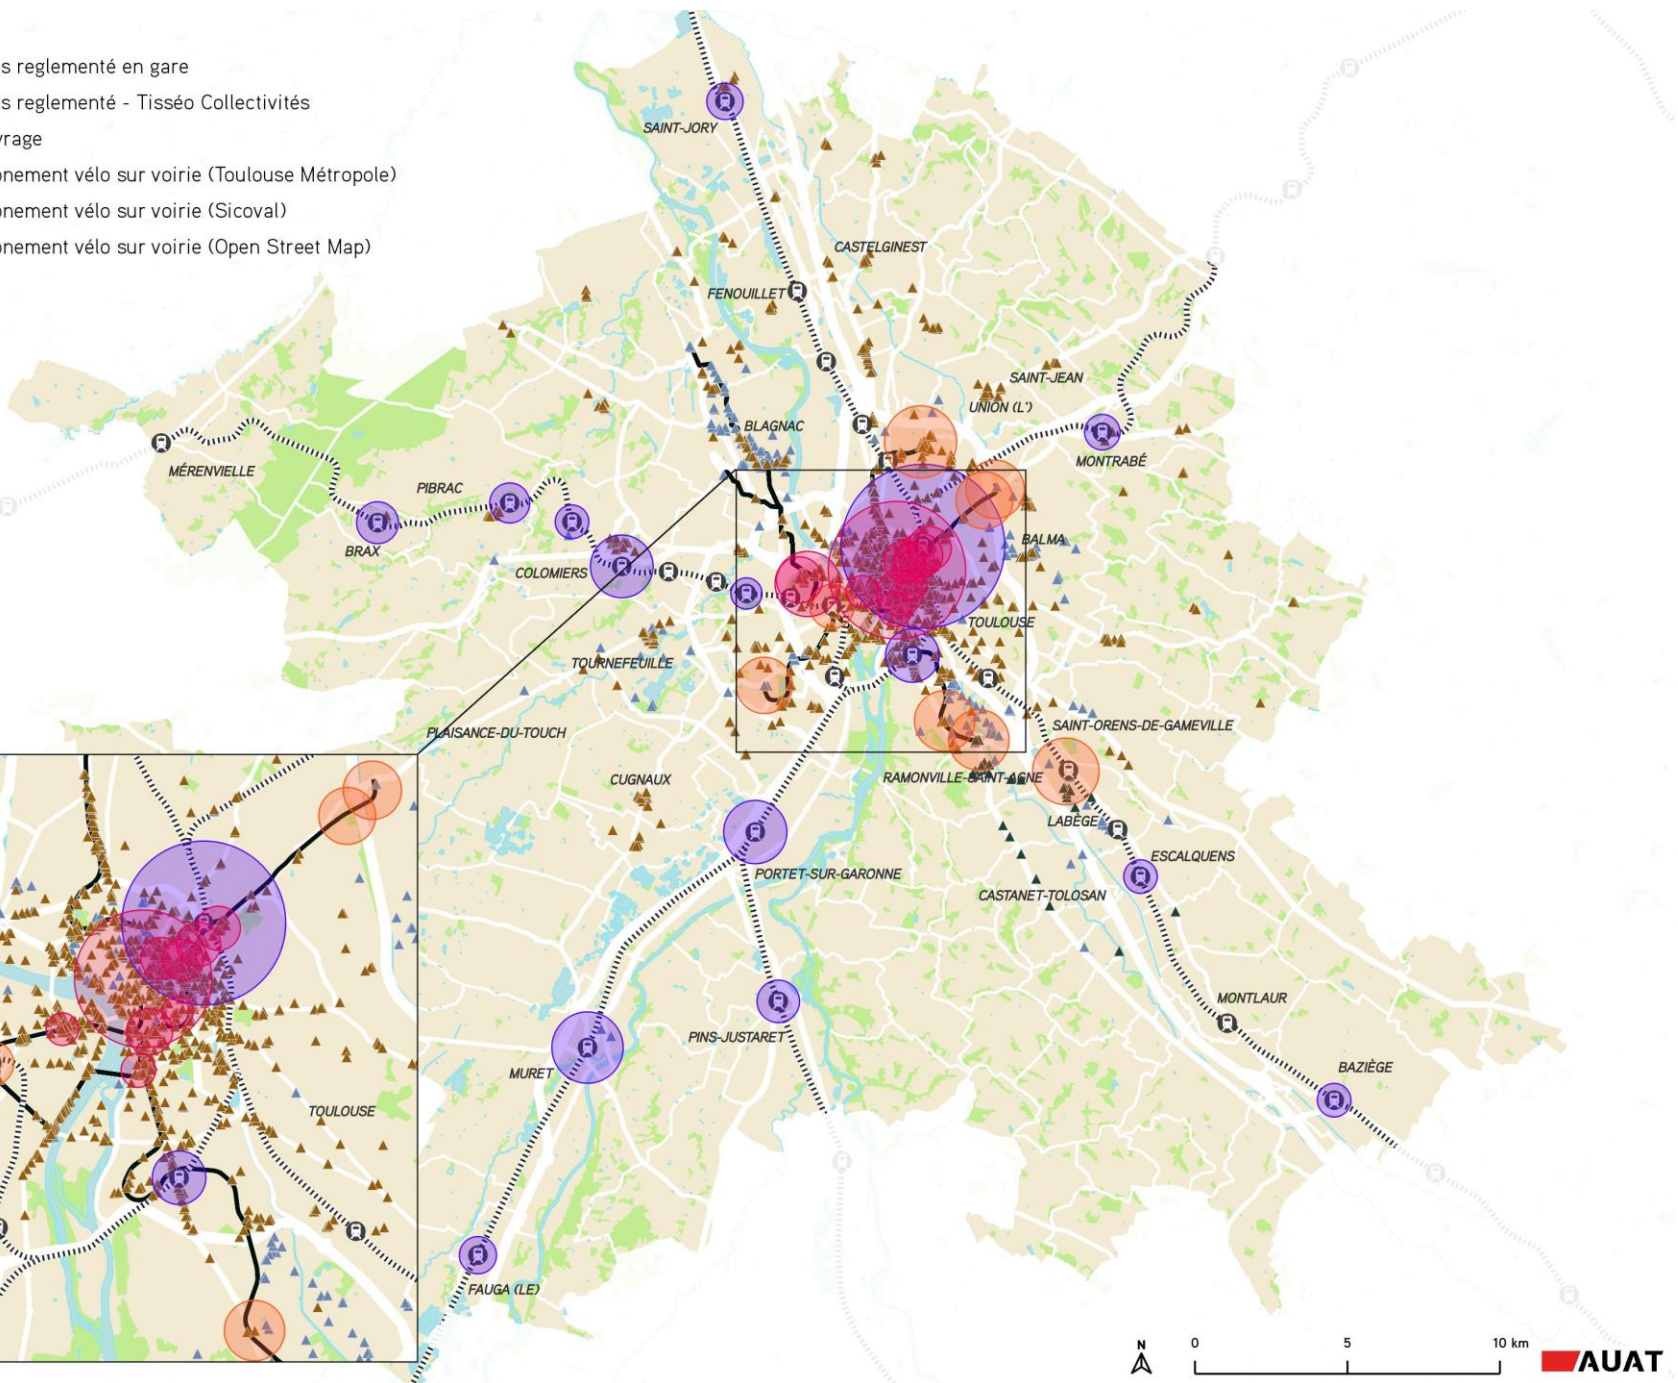 s reglementé en gare
s reglementé - Tisséo Collectivités
vrage
onement vélo sur voirie (Toulouse Métropole)
onement vélo sur voirie (Sicoval)
onement vélo sur voirie (Open Street Map)
SAINT-JORY
CASTELGINEST
FENOUILLET
SAINT-JEAN
UNION (L')
BLAGNAC
MONTRABÉ
MÉRENVIELLE
PIBRAC
BRAX
BALMA
COLOMIERS
TOULOUSE
TOURNEFEUILLE
SAINT-ORENS-DE-GAMEVILLE
PLAISANCE-DU-TOUCH
CUGNAUX
RAMONVILLE-SAINT-AGNE
LABÈGE
ESCALQUENS
PORTET-SUR-GARONNE
CASTANET-TOLOSAN
MONTLAUR
PINS-JUSTARET
MURET
BAZIÈGE
TOULOUSE
FAUGA (LE)
N
0 5 10 km
AUAT